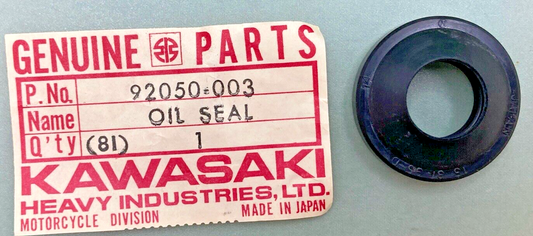 GENUINE PARTS
P.No. 92050-003
Name OIL SEAL
Q'ty (81) 1
KAWASAKI
HEAVY INDUSTRIES, LTD.
MOTORCYCLE DIVISION MADE IN JAPAN